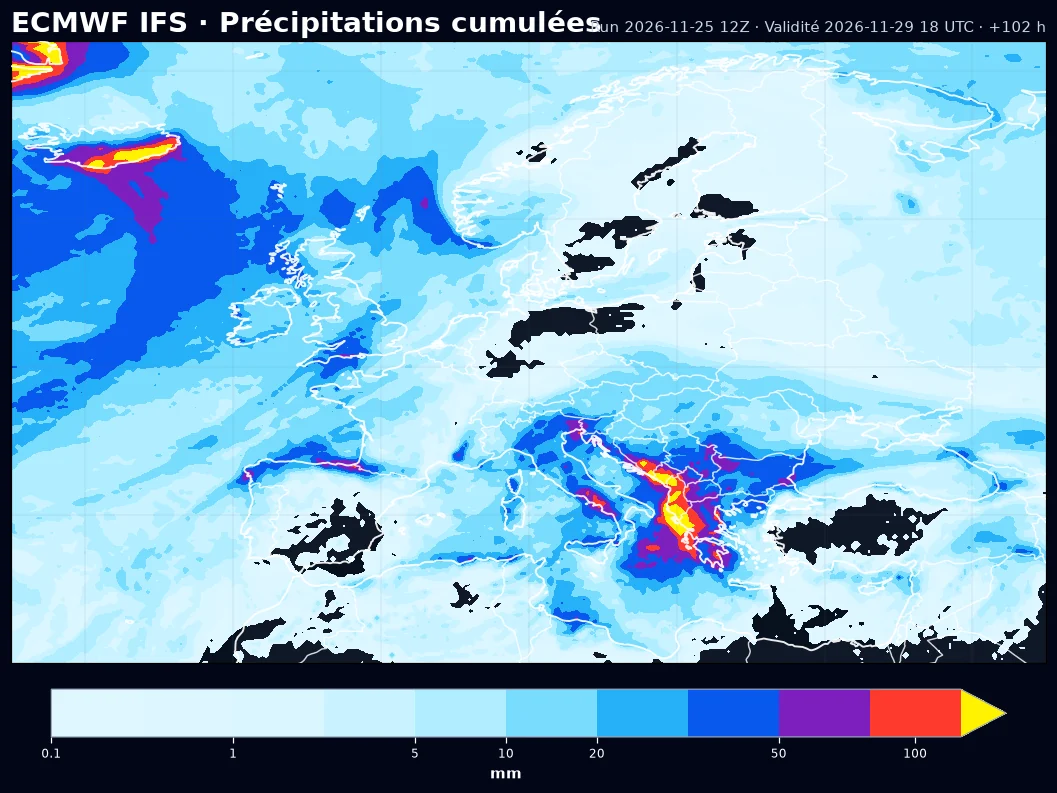 ECMWF IFS · Précipitations cumulées
Run 2026-11-25 12Z · Validité 2026-11-29 18 UTC · +102 h
0.1 1 5 10 20 50 100
mm